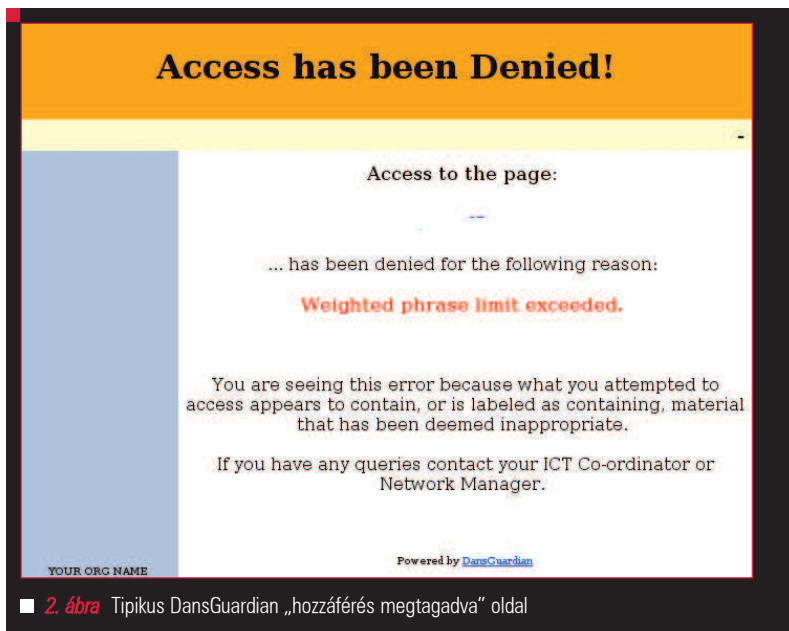 Access has been Denied!
-
Access to the page:
--
... has been denied for the following reason:
Weighted phrase limit exceeded.
You are seeing this error because what you attempted to
access appears to contain, or is labeled as containing, material
that has been deemed inappropriate.
If you have any queries contact your ICT Co-ordinator or
Network Manager.
Powered by DansGuardian
YOUR ORG NAME
2. ábra Tipikus DansGuardian „hozzáférés megtagadva” oldal